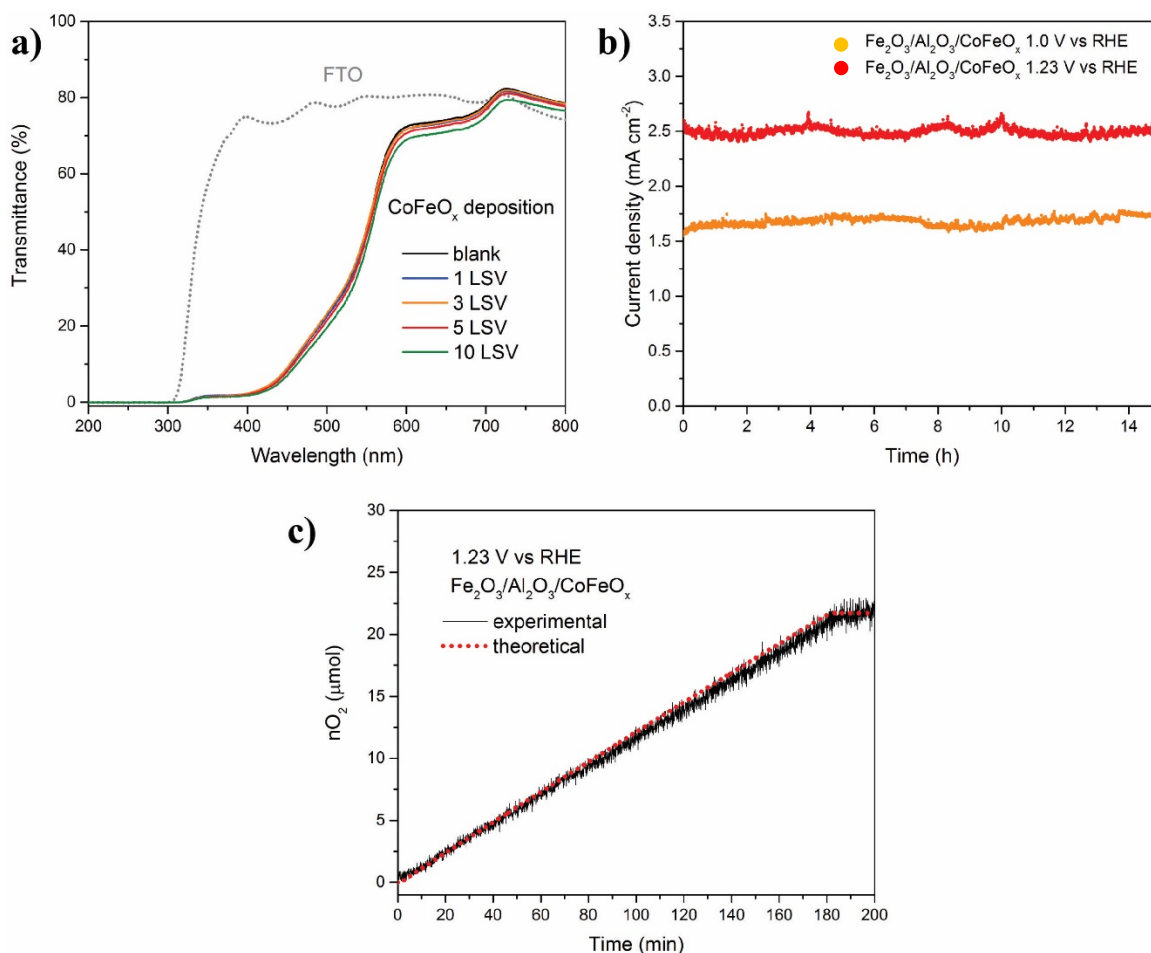 a)
100
80
60
40
20
0
Transmittance (%)
FTO
CoFeOₓ deposition
blank
1 LSV
3 LSV
5 LSV
10 LSV
200 300 400 500 600 700 800
Wavelength (nm)
b)
3.5
3.0
2.5
2.0
1.5
1.0
0.5
0.0
Current density (mA cm⁻²)
Fe₂O₃/Al₂O₃/CoFeOₓ 1.0 V vs RHE
Fe₂O₃/Al₂O₃/CoFeOₓ 1.23 V vs RHE
0 2 4 6 8 10 12 14
Time (h)
c)
30
25
20
15
10
5
0
nO₂ (μmol)
1.23 V vs RHE
Fe₂O₃/Al₂O₃/CoFeOₓ
experimental
theoretical
0 20 40 60 80 100 120 140 160 180 200
Time (min)